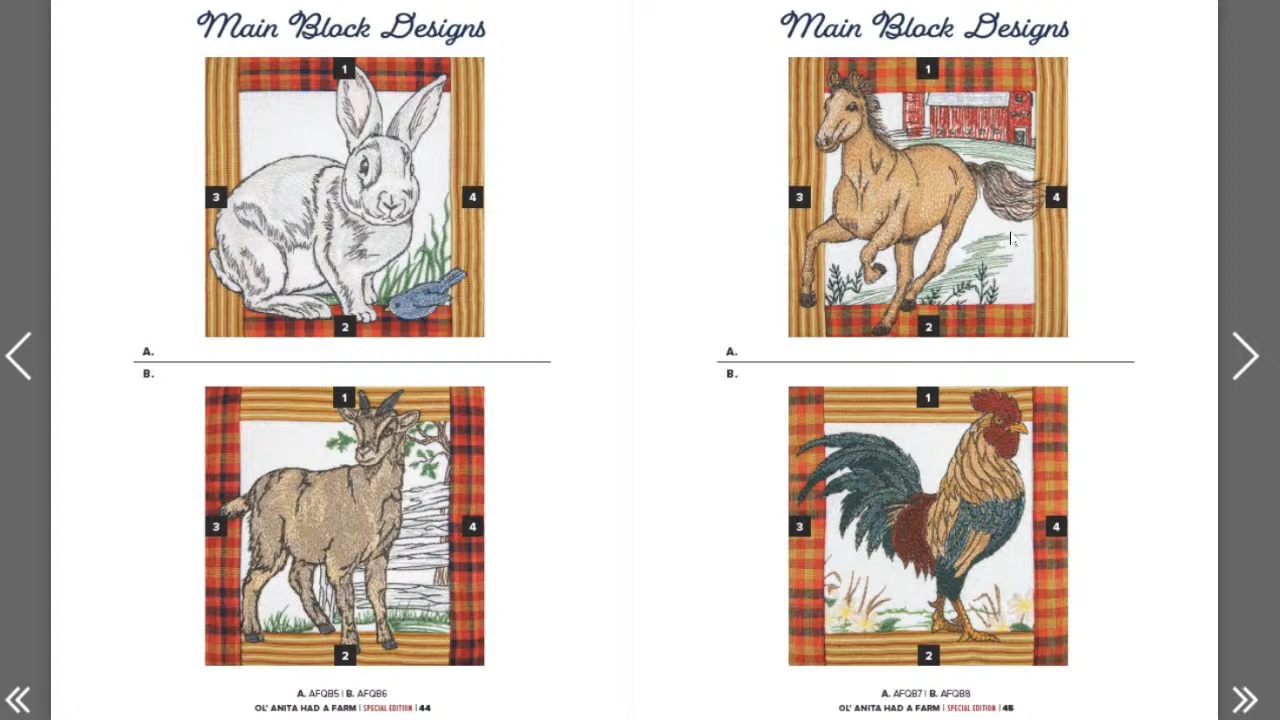 Main Block Designs
1
3
4
2
A.
B.
1
3
4
2
A. AFQB5 | B. AFQB6
OL' ANITA HAD A FARM | SPECIAL EDITION | 44
Main Block Designs
1
3
4
2
A.
B.
1
3
4
2
A. AFQB7 | B. AFQB8
OL' ANITA HAD A FARM | SPECIAL EDITION | 45